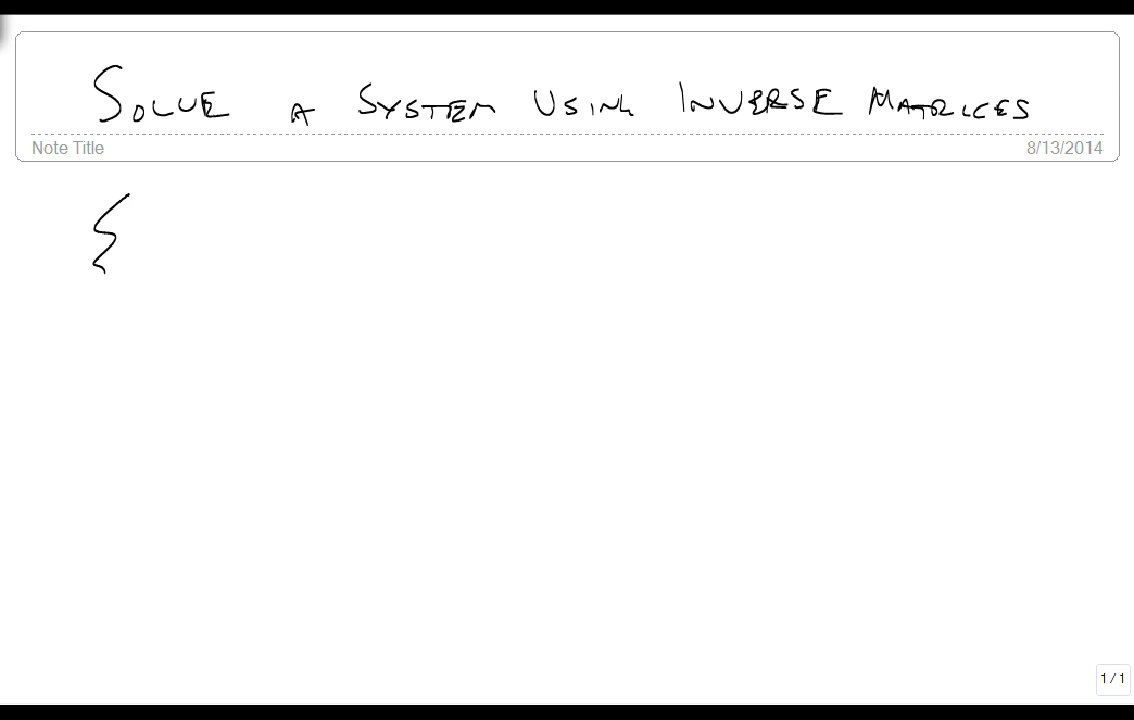 SOLVE A SYSTEM USING INVERSE MATRICES
Note Title 8/13/2014
{
1/1